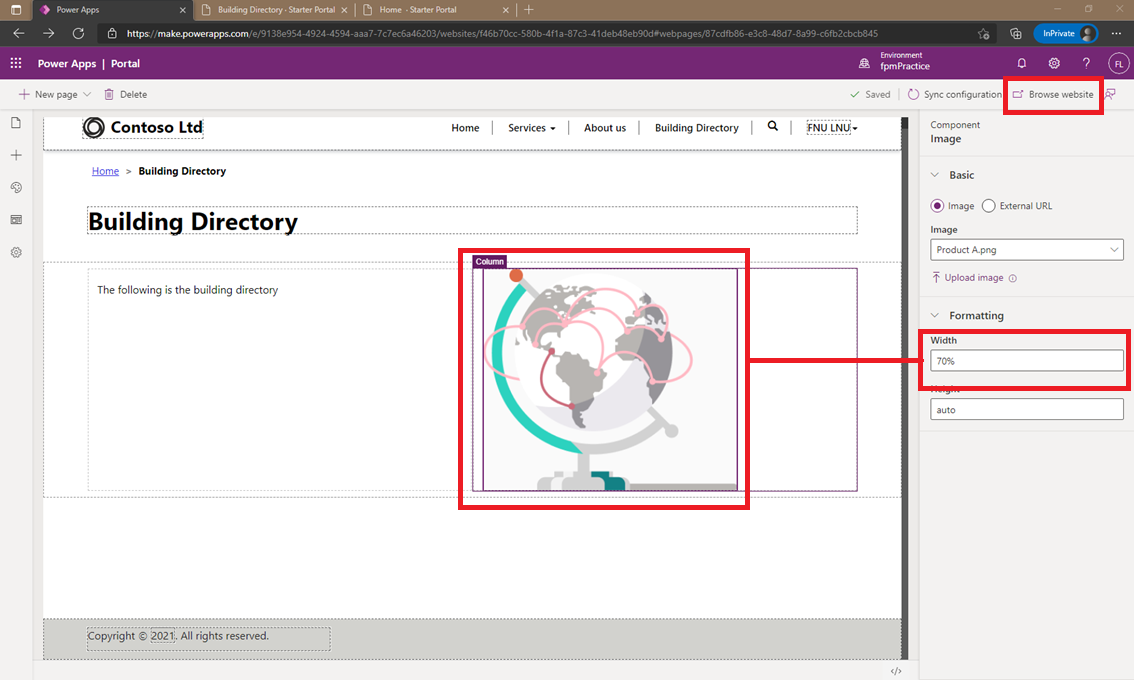 Power Apps
Building Directory · Starter Portal
Home · Starter Portal
https://make.powerapps.com/e/9138e954-4924-4594-aaa7-7c7ec6a46203/websites/f46b70cc-580b-4f1a-87c3-41deb48eb90d#webpages/87cdfb86-e3c8-48d7-8a99-c6fb2cbcb845
InPrivate
Power Apps | Portal
Environment
fpmPractice
FL
New page
Delete
Saved
Sync configuration
Browse website
Contoso Ltd
Home
Services
About us
Building Directory
FNU LNU
Home > Building Directory
Building Directory
Column
The following is the building directory
Copyright © 2021. All rights reserved.
</>
Component
Image
Basic
Image
External URL
Image
Product A.png
Upload image
Formatting
Width
70%
Height
auto